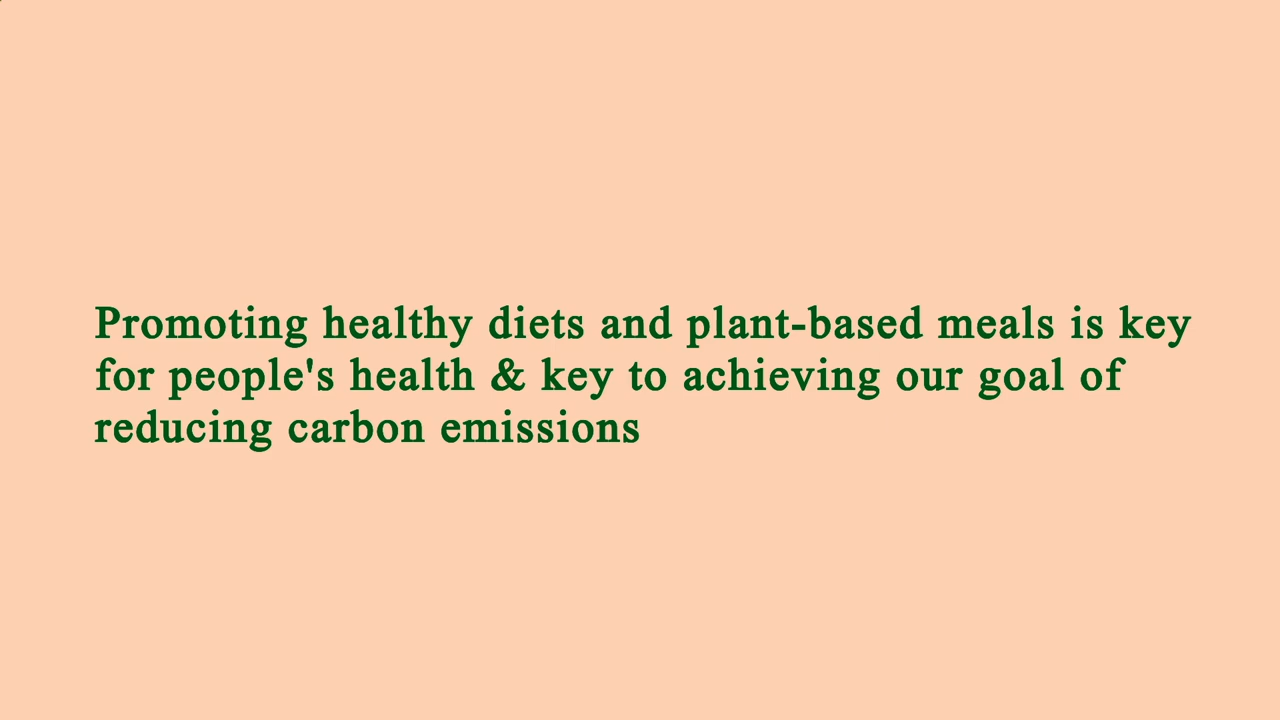 Promoting healthy diets and plant-based meals is key
for people's health & key to achieving our goal of
reducing carbon emissions